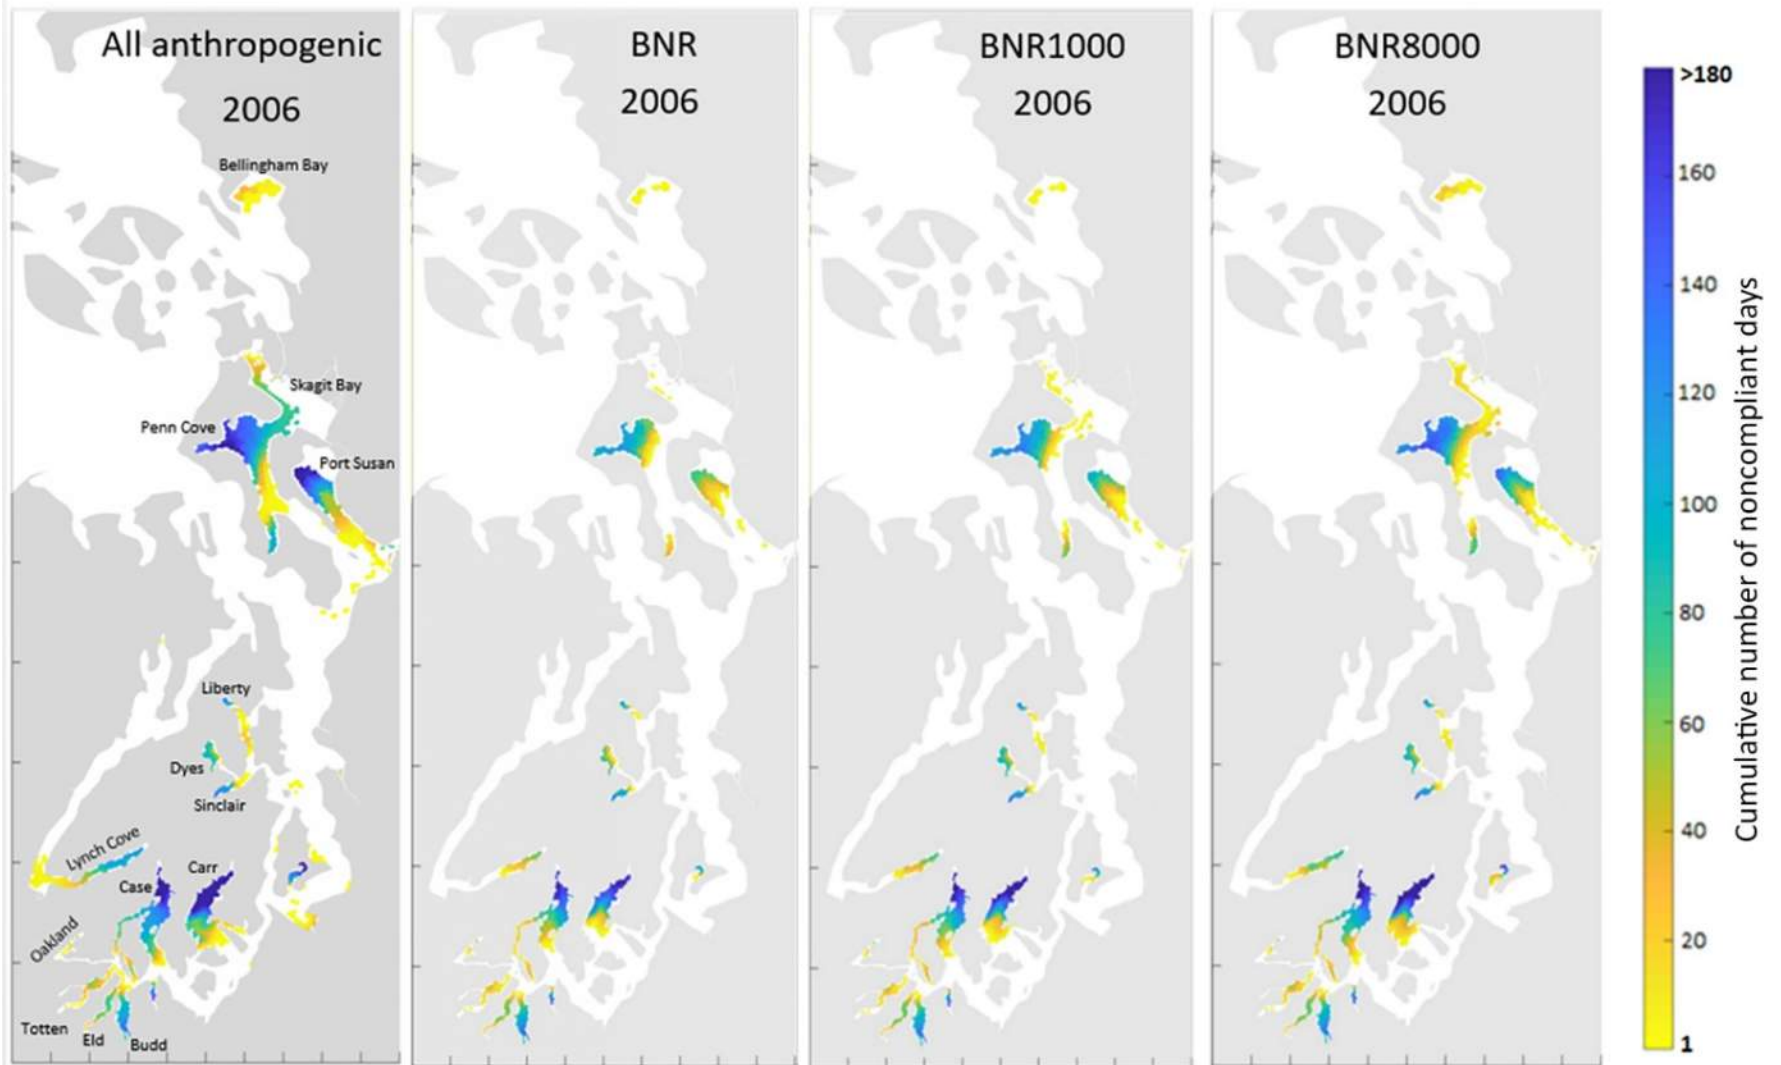 All anthropogenic
2006
BNR
2006
BNR1000
2006
BNR8000
2006
Bellingham Bay
Skagit Bay
Penn Cove
Port Susan
Liberty
Dyes
Sinclair
Lynch Cove
Carr
Case
Oakland
Totten
Eld
Budd
>180
160
140
120
100
80
60
40
20
1
Cumulative number of noncompliant days